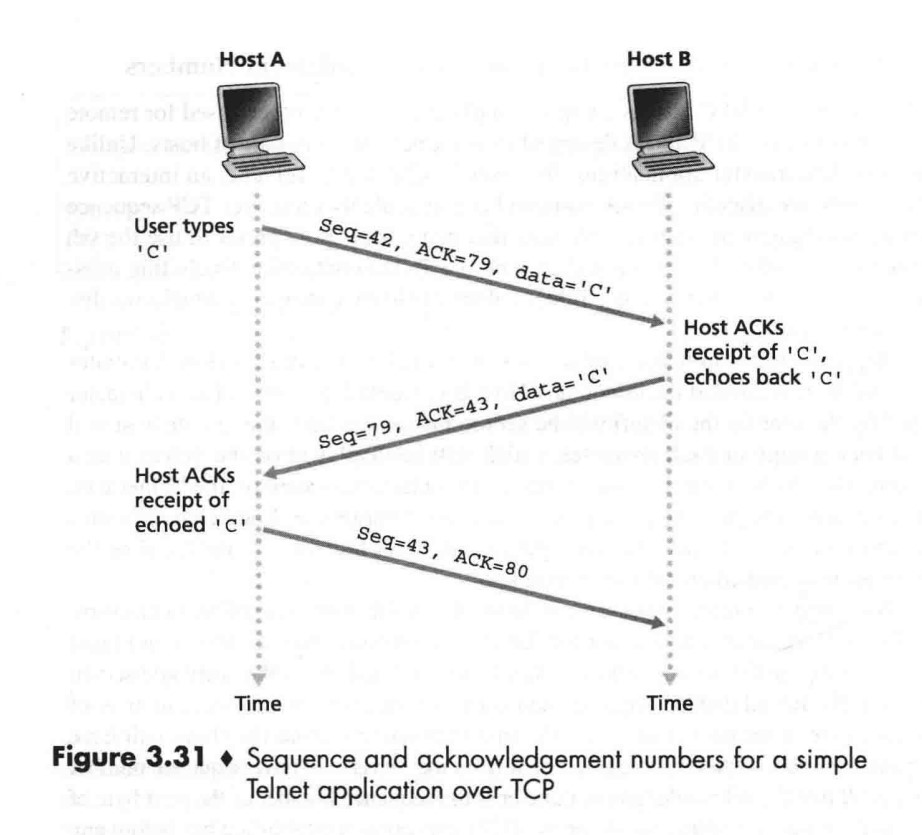 Host A
Host B
User types
'C'
Seq=42, ACK=79, data='C'
Host ACKs
receipt of 'C',
echoes back 'C'
Seq=79, ACK=43, data='C'
Host ACKs
receipt of
echoed 'C'
Seq=43, ACK=80
Time
Time
Figure 3.31 ♦ Sequence and acknowledgement numbers for a simple
Telnet application over TCP